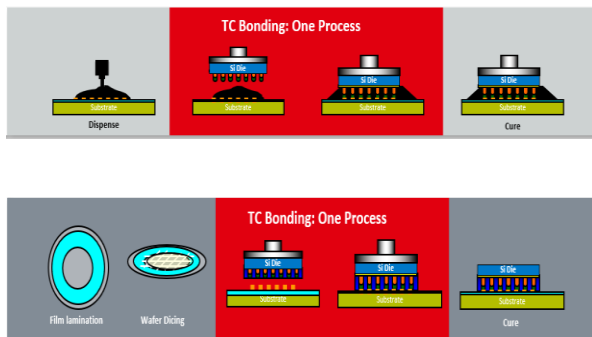 TC Bonding: One Process
Si Die
Si Die
Si Die
Substrate
Substrate
Substrate
Substrate
Dispense
Cure
TC Bonding: One Process
Si Die
Si Die
Si Die
Substrate
Substrate
Substrate
Film lamination
Wafer Dicing
Cure